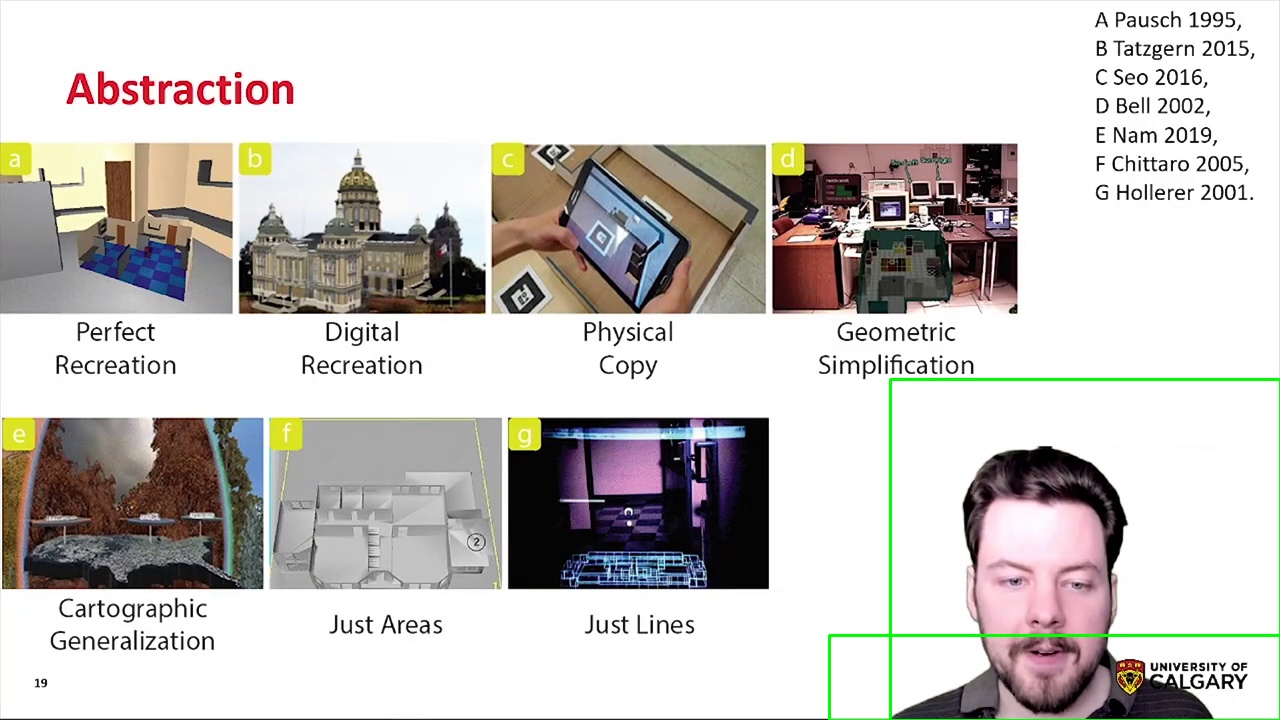 Abstraction
A Pausch 1995,
B Tatzgern 2015,
C Seo 2016,
D Bell 2002,
E Nam 2019,
F Chittaro 2005,
G Hollerer 2001.
a
b
c
d
Perfect
Recreation
Digital
Recreation
Physical
Copy
Geometric
Simplification
e
f
g
2
Cartographic
Generalization
Just Areas
Just Lines
19
UNIVERSITY OF
CALGARY